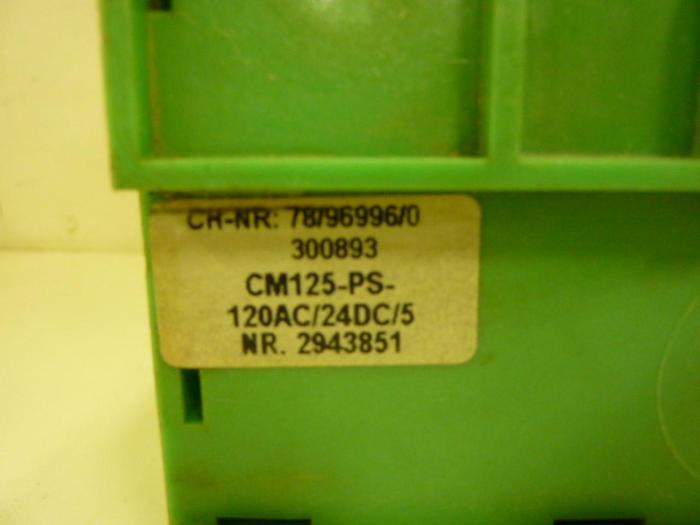 CH-NR: 78/96996/0
300893
CM125-PS-
120AC/24DC/5
NR. 2943851